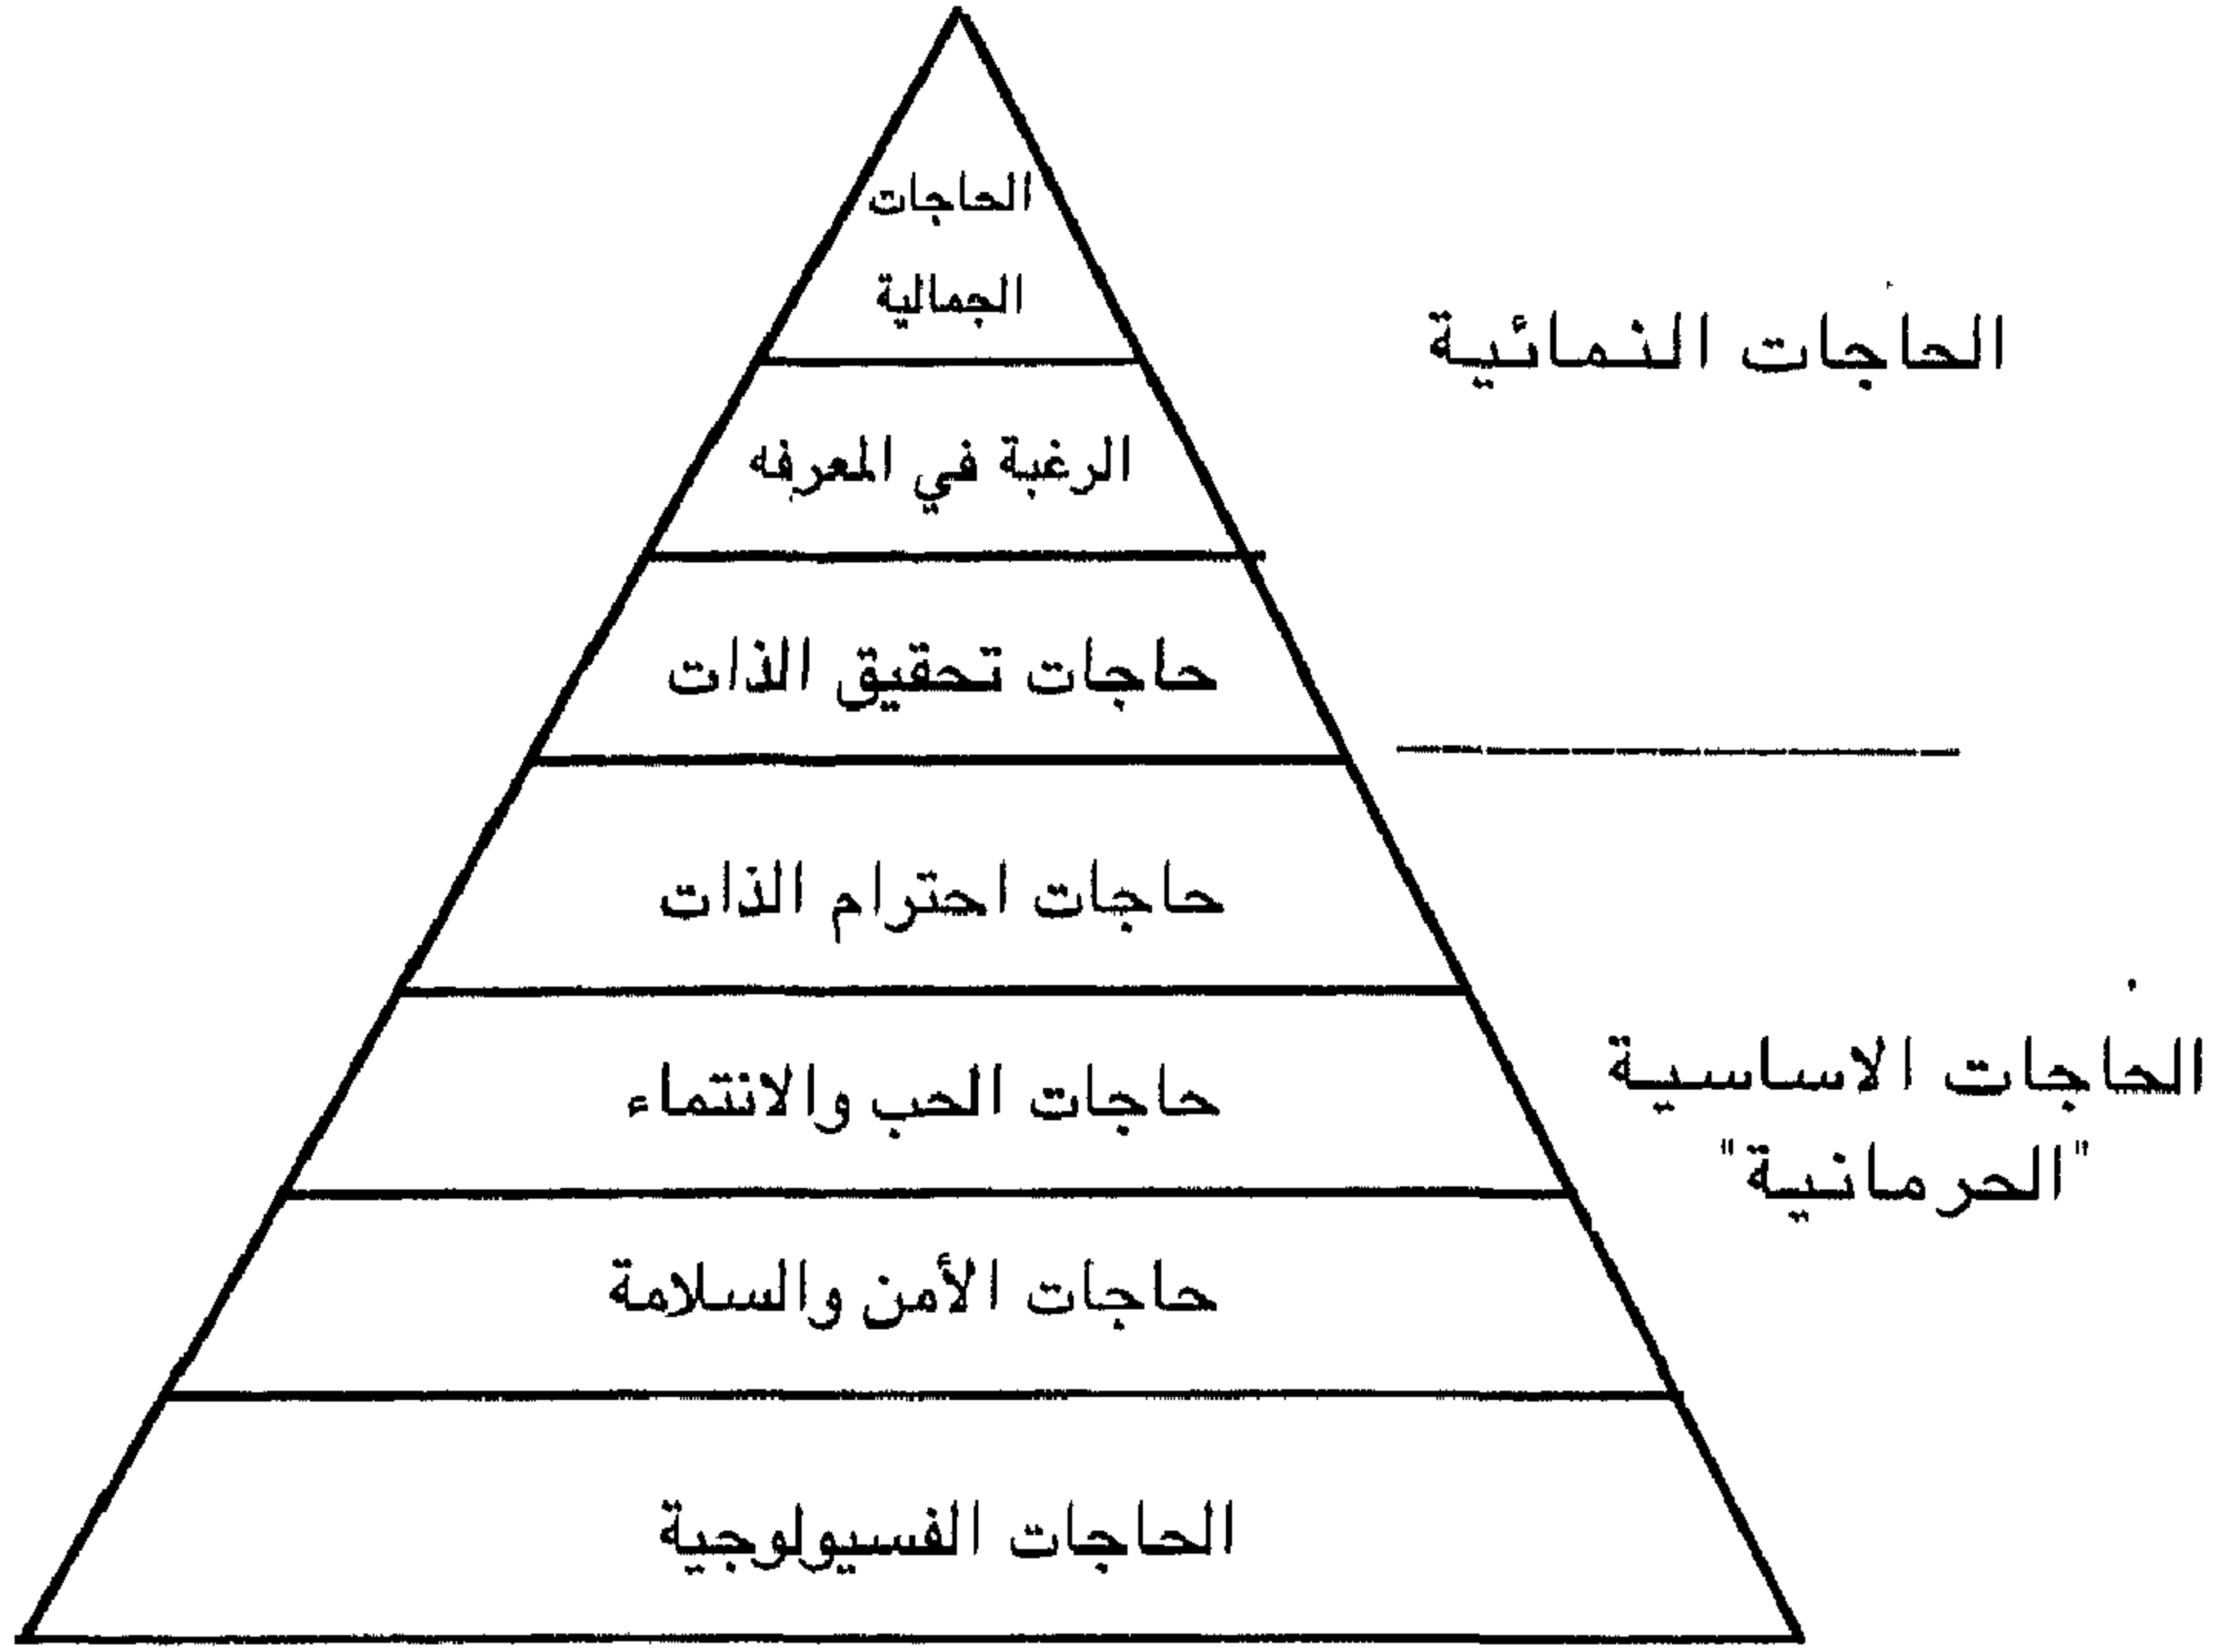 الحاجات
الجمالية
الحاجات النمائية
الرغبة في المعرفه
حاجات تحقيق الذات
حاجات احترام الذات
حاجات الحب والانتماء
الحاجات الاساسية
"الحرمانية"
حاجات الأمن والسلامة
الحاجات الفسيولوجية